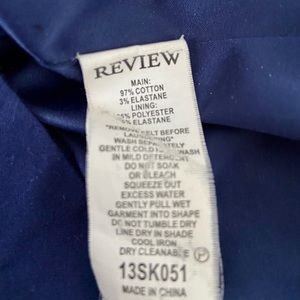 REVIEW
MAIN:
97% COTTON
3% ELASTANE
LINING:
POLYESTER
ELASTANE
"REMOVE BELT BEFORE
LAUNDERING"
WASH SEPARATELY
GENTLE COLD WASH
IN MILD DETERGENT
DO NOT SOAK
OR BLEACH
SQUEEZE OUT
EXCESS WATER
GENTLY PULL WET
GARMENT INTO SHAPE
DO NOT TUMBLE DRY
LINE DRY IN SHADE
COOL IRON
DRY CLEANABLE Ⓟ
13SK051
MADE IN CHINA